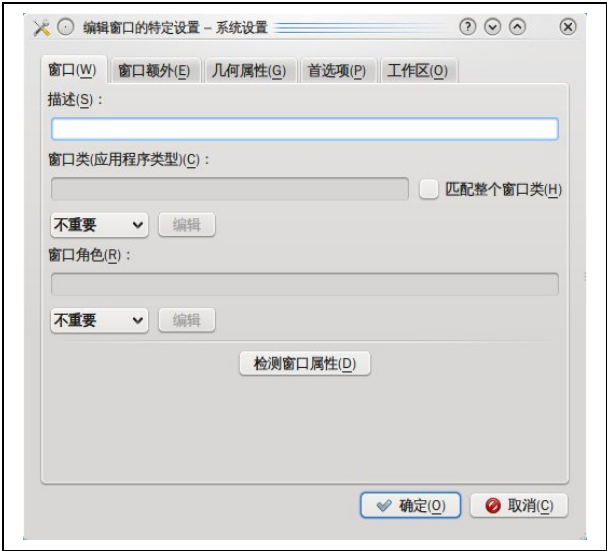 编辑窗口的特定设置 – 系统设置
窗口(W) 窗口额外(E) 几何属性(G) 首选项(P) 工作区(O)
描述(S)：
窗口类(应用程序类型)(C)：
匹配整个窗口类(H)
不重要 编辑
窗口角色(R)：
不重要 编辑
检测窗口属性(D)
确定(O) 取消(C)